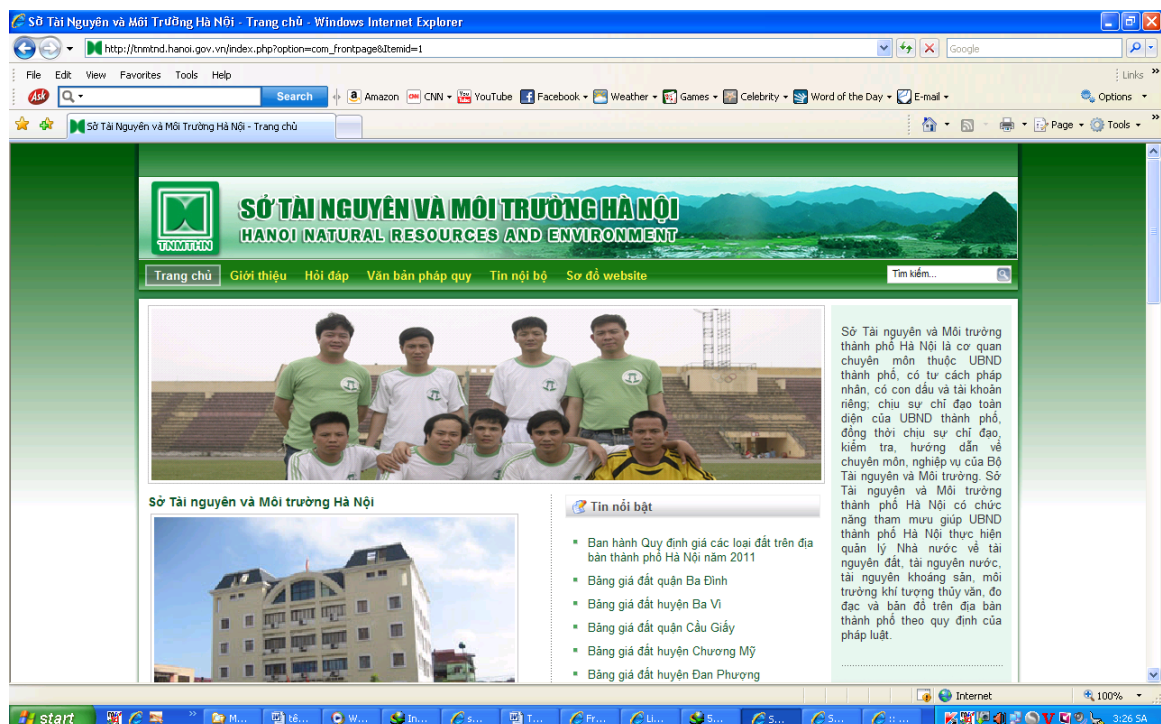 Sở Tài Nguyên và Môi Trường Hà Nội - Trang chủ - Windows Internet Explorer
http://tnmtnd.hanoi.gov.vn/index.php?option=com_frontpage&Itemid=1
Google
File Edit View Favorites Tools Help
Links
Ask
Search
Amazon CNN YouTube Facebook Weather Games Celebrity Word of the Day E-mail
Options
Sở Tài Nguyên và Môi Trường Hà Nội - Trang chủ
Page Tools
TNMTHN
SỞ TÀI NGUYÊN VÀ MÔI TRƯỜNG HÀ NỘI
HANOI NATURAL RESOURCES AND ENVIRONMENT
Trang chủ Giới thiệu Hỏi đáp Văn bản pháp quy Tin nội bộ Sơ đồ website
Tìm kiếm...
Sở Tài nguyên và Môi trường Hà Nội
Tin nổi bật
Ban hành Quy định giá các loại đất trên địa
bàn thành phố Hà Nội năm 2011
Bảng giá đất quận Ba Đình
Bảng giá đất huyện Ba Vì
Bảng giá đất quận Cầu Giấy
Bảng giá đất huyện Chương Mỹ
Bảng giá đất huyện Đan Phượng
Sở Tài nguyên và Môi trường
thành phố Hà Nội là cơ quan
chuyên môn thuộc UBND
thành phố, có tư cách pháp
nhân, có con dấu và tài khoản
riêng; chịu sự chỉ đạo toàn
diện của UBND thành phố,
đồng thời chịu sự chỉ đạo,
kiểm tra, hướng dẫn về
chuyên môn, nghiệp vụ của Bộ
Tài nguyên và Môi trường. Sở
Tài nguyên và Môi trường
thành phố Hà Nội có chức
năng tham mưu giúp UBND
thành phố Hà Nội thực hiện
quản lý Nhà nước về tài
nguyên đất, tài nguyên nước,
tài nguyên khoáng sản, môi
trường khí tượng thủy văn, đo
đạc và bản đồ trên địa bàn
thành phố theo quy định của
pháp luật.
Internet
100%
start
M... tê... W... In... s... T... Fr... Li... 5... S... S... :: ...
3:26 SA